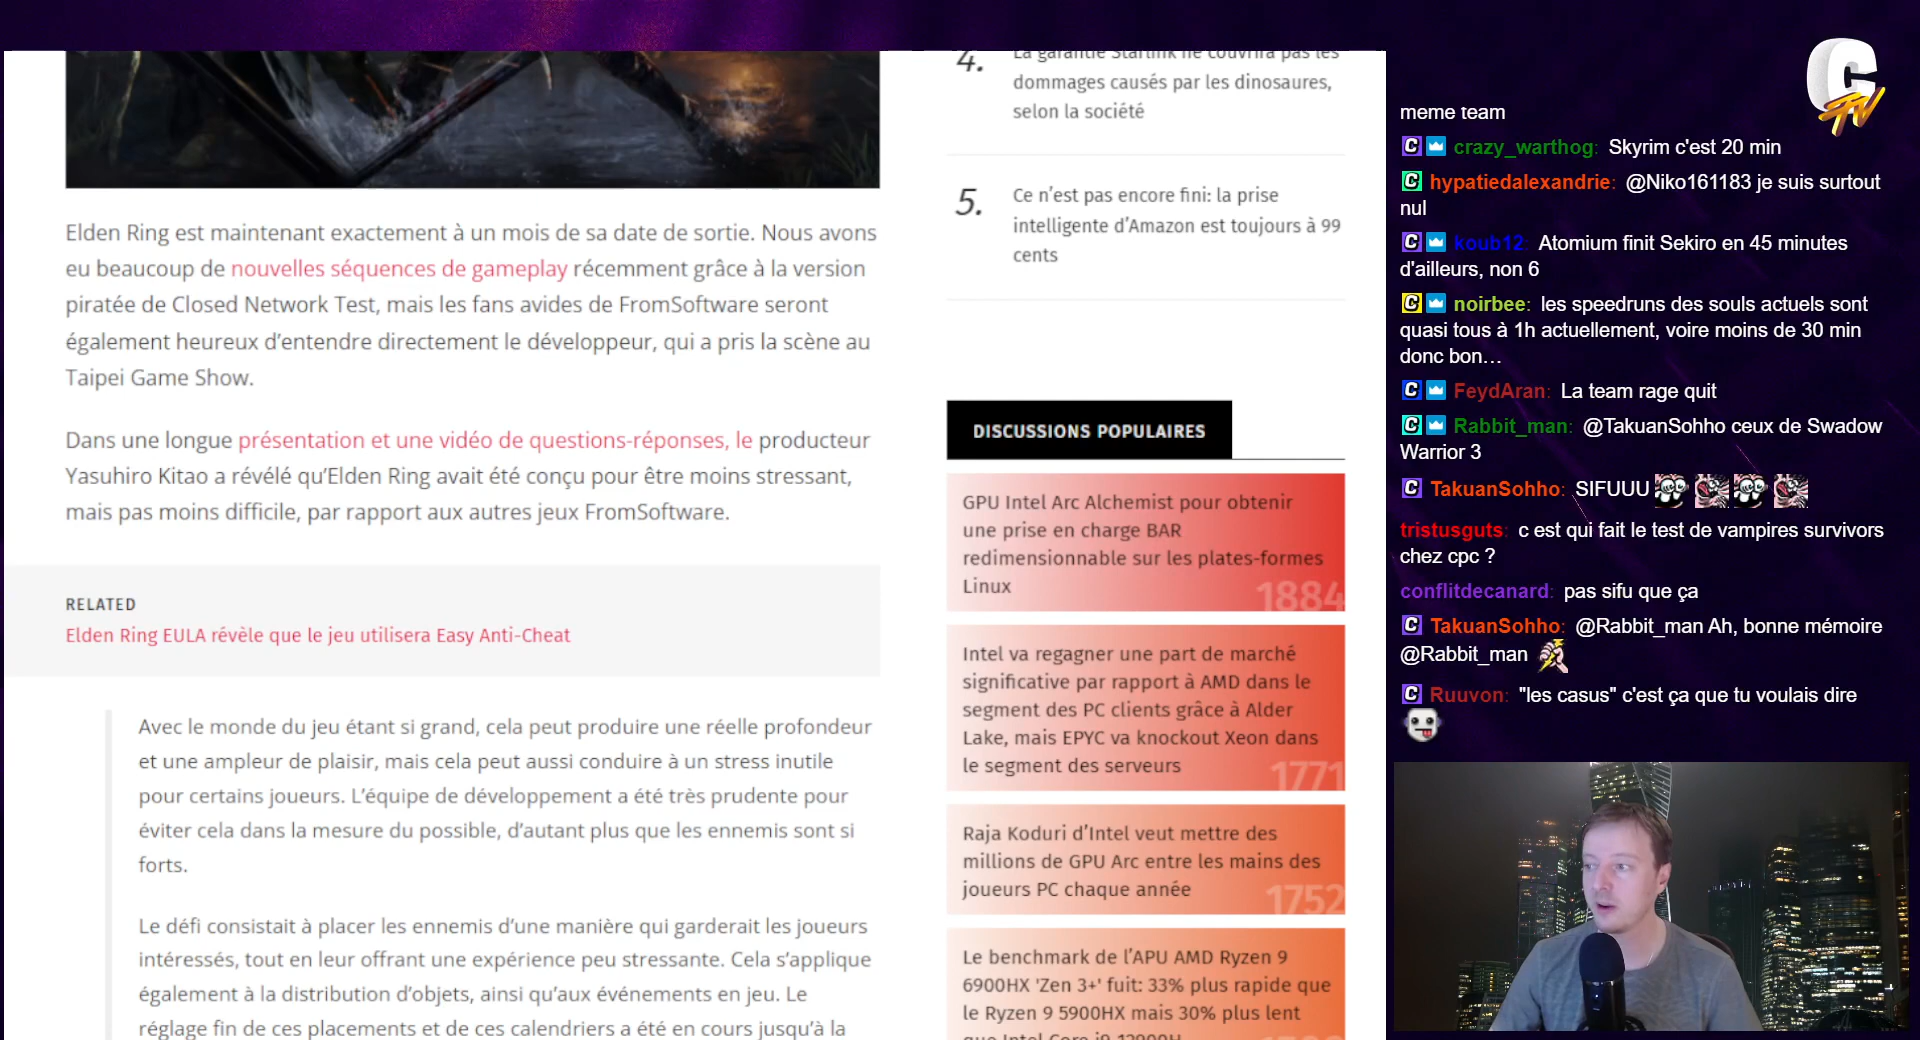 Elden Ring est maintenant exactement à un mois de sa date de sortie. Nous avons
eu beaucoup de nouvelles séquences de gameplay récemment grâce à la version
piratée de Closed Network Test, mais les fans avides de FromSoftware seront
également heureux d’entendre directement le développeur, qui a pris la scène au
Taipei Game Show.
Dans une longue présentation et une vidéo de questions-réponses, le producteur
Yasuhiro Kitao a révélé qu’Elden Ring avait été conçu pour être moins stressant,
mais pas moins difficile, par rapport aux autres jeux FromSoftware.
RELATED
Elden Ring EULA révèle que le jeu utilisera Easy Anti-Cheat
Avec le monde du jeu étant si grand, cela peut produire une réelle profondeur
et une ampleur de plaisir, mais cela peut aussi conduire à un stress inutile
pour certains joueurs. L’équipe de développement a été très prudente pour
éviter cela dans la mesure du possible, d’autant plus que les ennemis sont si
forts.
Le défi consistait à placer les ennemis d’une manière qui garderait les joueurs
intéressés, tout en leur offrant une expérience peu stressante. Cela s’applique
également à la distribution d’objets, ainsi qu’aux événements en jeu. Le
réglage fin de ces placements et de ces calendriers a été en cours jusqu’à la
4. La garantie Starlink ne couvrira pas les
dommages causés par les dinosaures,
selon la société
5. Ce n’est pas encore fini: la prise
intelligente d’Amazon est toujours à 99
cents
DISCUSSIONS POPULAIRES
GPU Intel Arc Alchemist pour obtenir
une prise en charge BAR
redimensionnable sur les plates-formes
Linux
1884
Intel va regagner une part de marché
significative par rapport à AMD dans le
segment des PC clients grâce à Alder
Lake, mais EPYC va knockout Xeon dans
le segment des serveurs
1771
Raja Koduri d’Intel veut mettre des
millions de GPU Arc entre les mains des
joueurs PC chaque année
1752
Le benchmark de l’APU AMD Ryzen 9
6900HX 'Zen 3+' fuit: 33% plus rapide que
le Ryzen 9 5900HX mais 30% plus lent
que Intel Core i9-12900H
C TV
meme team
crazy_warthog: Skyrim c'est 20 min
hypatiedalexandrie: @Niko161183 je suis surtout
nul
koub12: Atomium finit Sekiro en 45 minutes
d'ailleurs, non 6
noirbee: les speedruns des souls actuels sont
quasi tous à 1h actuellement, voire moins de 30 min
donc bon…
FeydAran: La team rage quit
Rabbit_man: @TakuanSohho ceux de Swadow
Warrior 3
TakuanSohho: SIFUUU
tristusguts: c est qui fait le test de vampires survivors
chez cpc ?
conflitdecanard: pas sifu que ça
TakuanSohho: @Rabbit_man Ah, bonne mémoire
@Rabbit_man
Ruuvon: "les casus" c'est ça que tu voulais dire